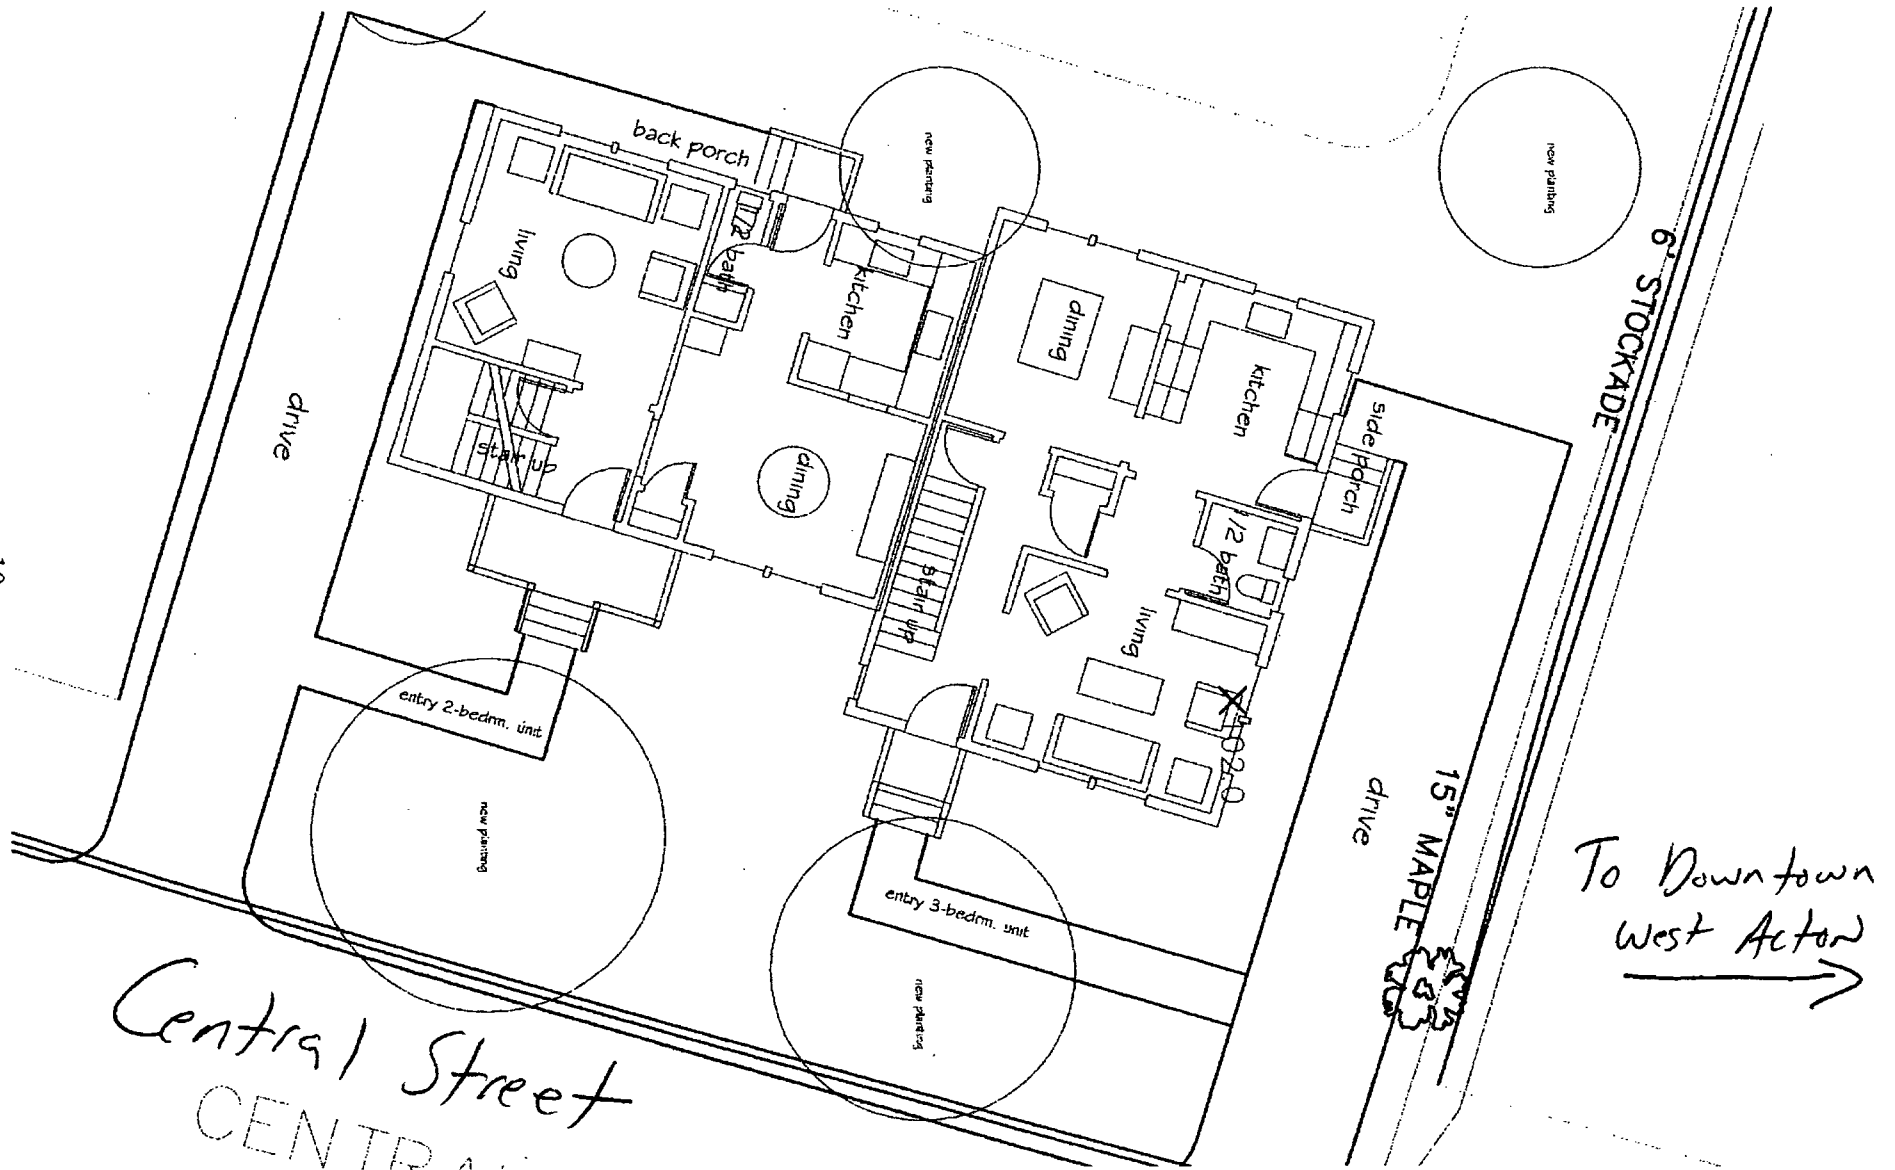 back porch
new planting
new planting
6' STOCKADE
living
1/2 bath
kitchen
dining
kitchen
side porch
drive
stair up
dining
1/2 bath
stair up
living
102.0
drive
15" MAPLE
entry 2-bedrm. unit
new planting
entry 3-bedrm. unit
new planting
To Downtown
West Acton
Central Street